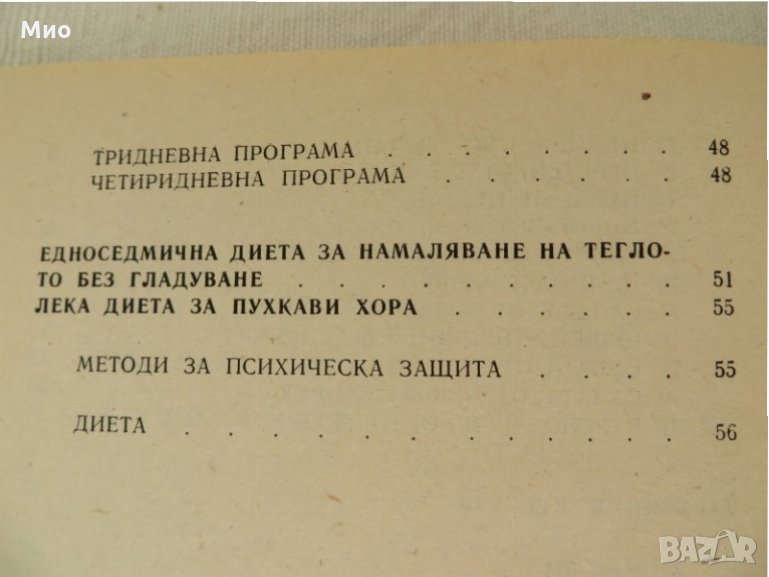 Мио
ТРИДНЕВНА ПРОГРАМА . . . . . . . . 48
ЧЕТИРИДНЕВНА ПРОГРАМА . . . . . . 48
ЕДНОСЕДМИЧНА ДИЕТА ЗА НАМАЛЯВАНЕ НА ТЕГЛО-
ТО БЕЗ ГЛАДУВАНЕ . . . . . . . . . . . 51
ЛЕКА ДИЕТА ЗА ПУХКАВИ ХОРА . . . . . . 55
МЕТОДИ ЗА ПСИХИЧЕСКА ЗАЩИТА . . . . 55
ДИЕТА . . . . . . . . . . . . 56
BAZAR